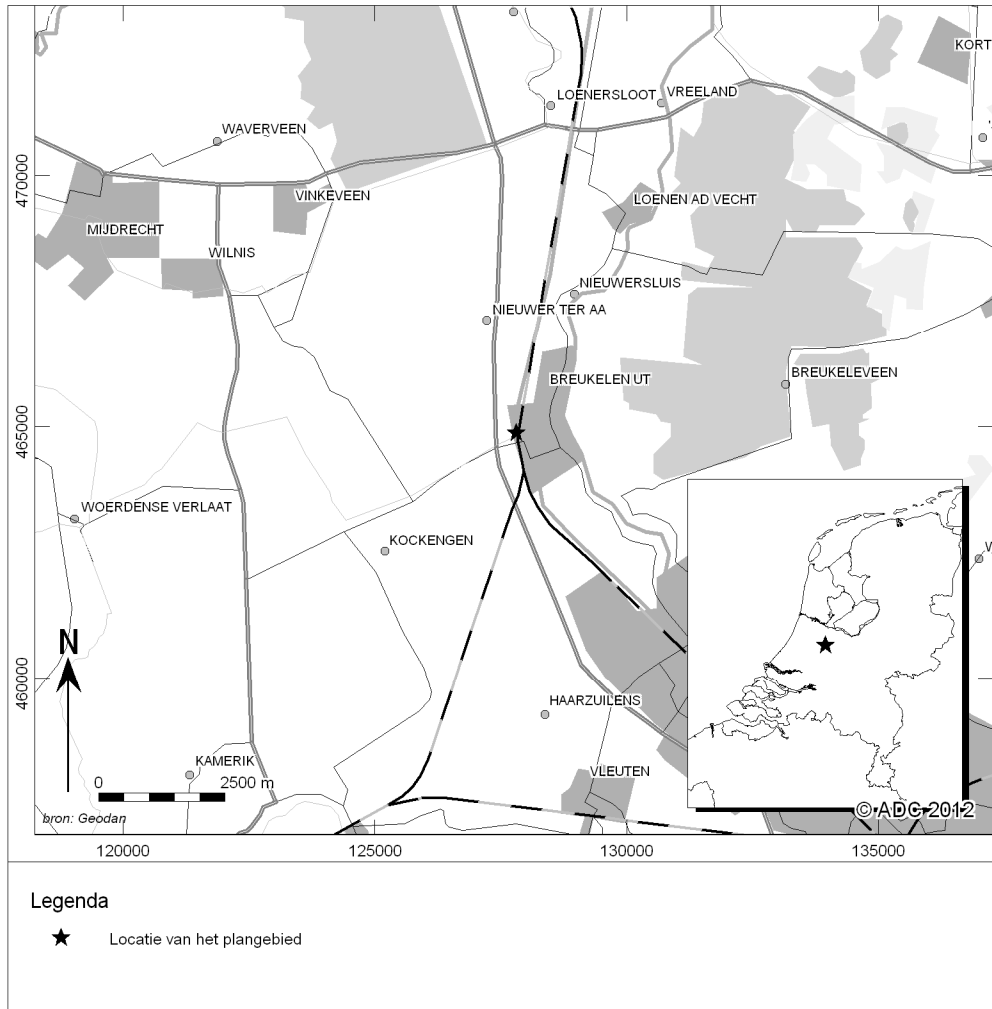 KORT
LOENERSLOOT
VREELAND
WAVERVEEN
470000
VINKEVEEN
LOENEN AD VECHT
MIJDRECHT
WILNIS
NIEUWERSLUIS
NIEUWER TER AA
BREUKELEN UT
BREUKELEVEEN
465000
WOERDENSE VERLAAT
KOCKENGEN
W
N
460000
HAARZUILENS
KAMERIK
VLEUTEN
0 2500 m
bron: Geodan
© ADC 2012
120000 125000 130000 135000
Legenda
Locatie van het plangebied